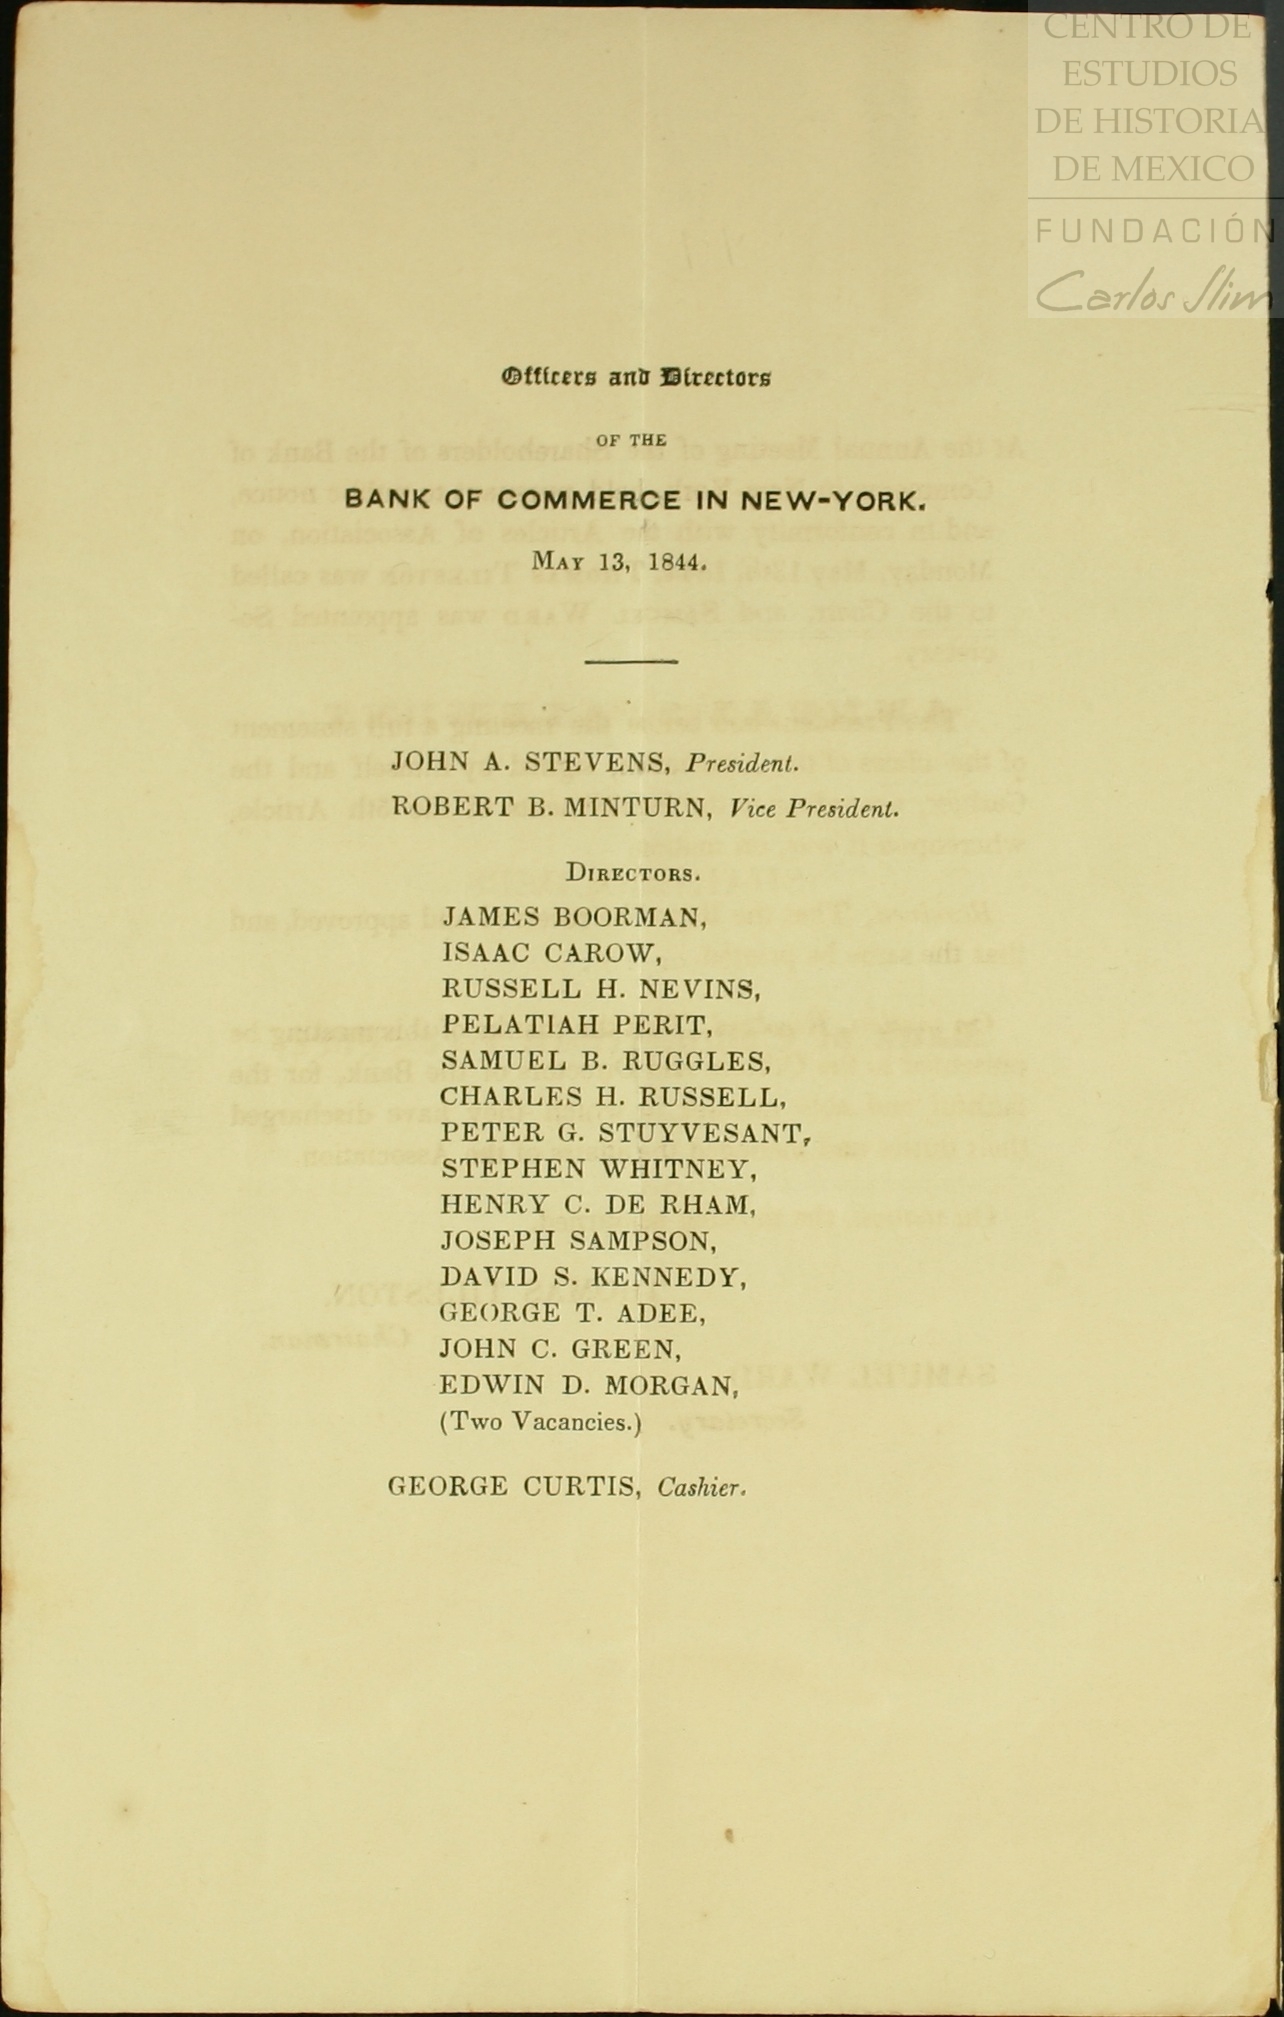 CENTRO DE
ESTUDIOS
DE HISTORIA
DE MEXICO
FUNDACIÓN
Carlos Slim
Officers and Directors
OF THE
BANK OF COMMERCE IN NEW-YORK.
MAY 13, 1844.
JOHN A. STEVENS, President.
ROBERT B. MINTURN, Vice President.
DIRECTORS.
JAMES BOORMAN,
ISAAC CAROW,
RUSSELL H. NEVINS,
PELATIAH PERIT,
SAMUEL B. RUGGLES,
CHARLES H. RUSSELL,
PETER G. STUYVESANT,
STEPHEN WHITNEY,
HENRY C. DE RHAM,
JOSEPH SAMPSON,
DAVID S. KENNEDY,
GEORGE T. ADEE,
JOHN C. GREEN,
EDWIN D. MORGAN,
(Two Vacancies.)
GEORGE CURTIS, Cashier.